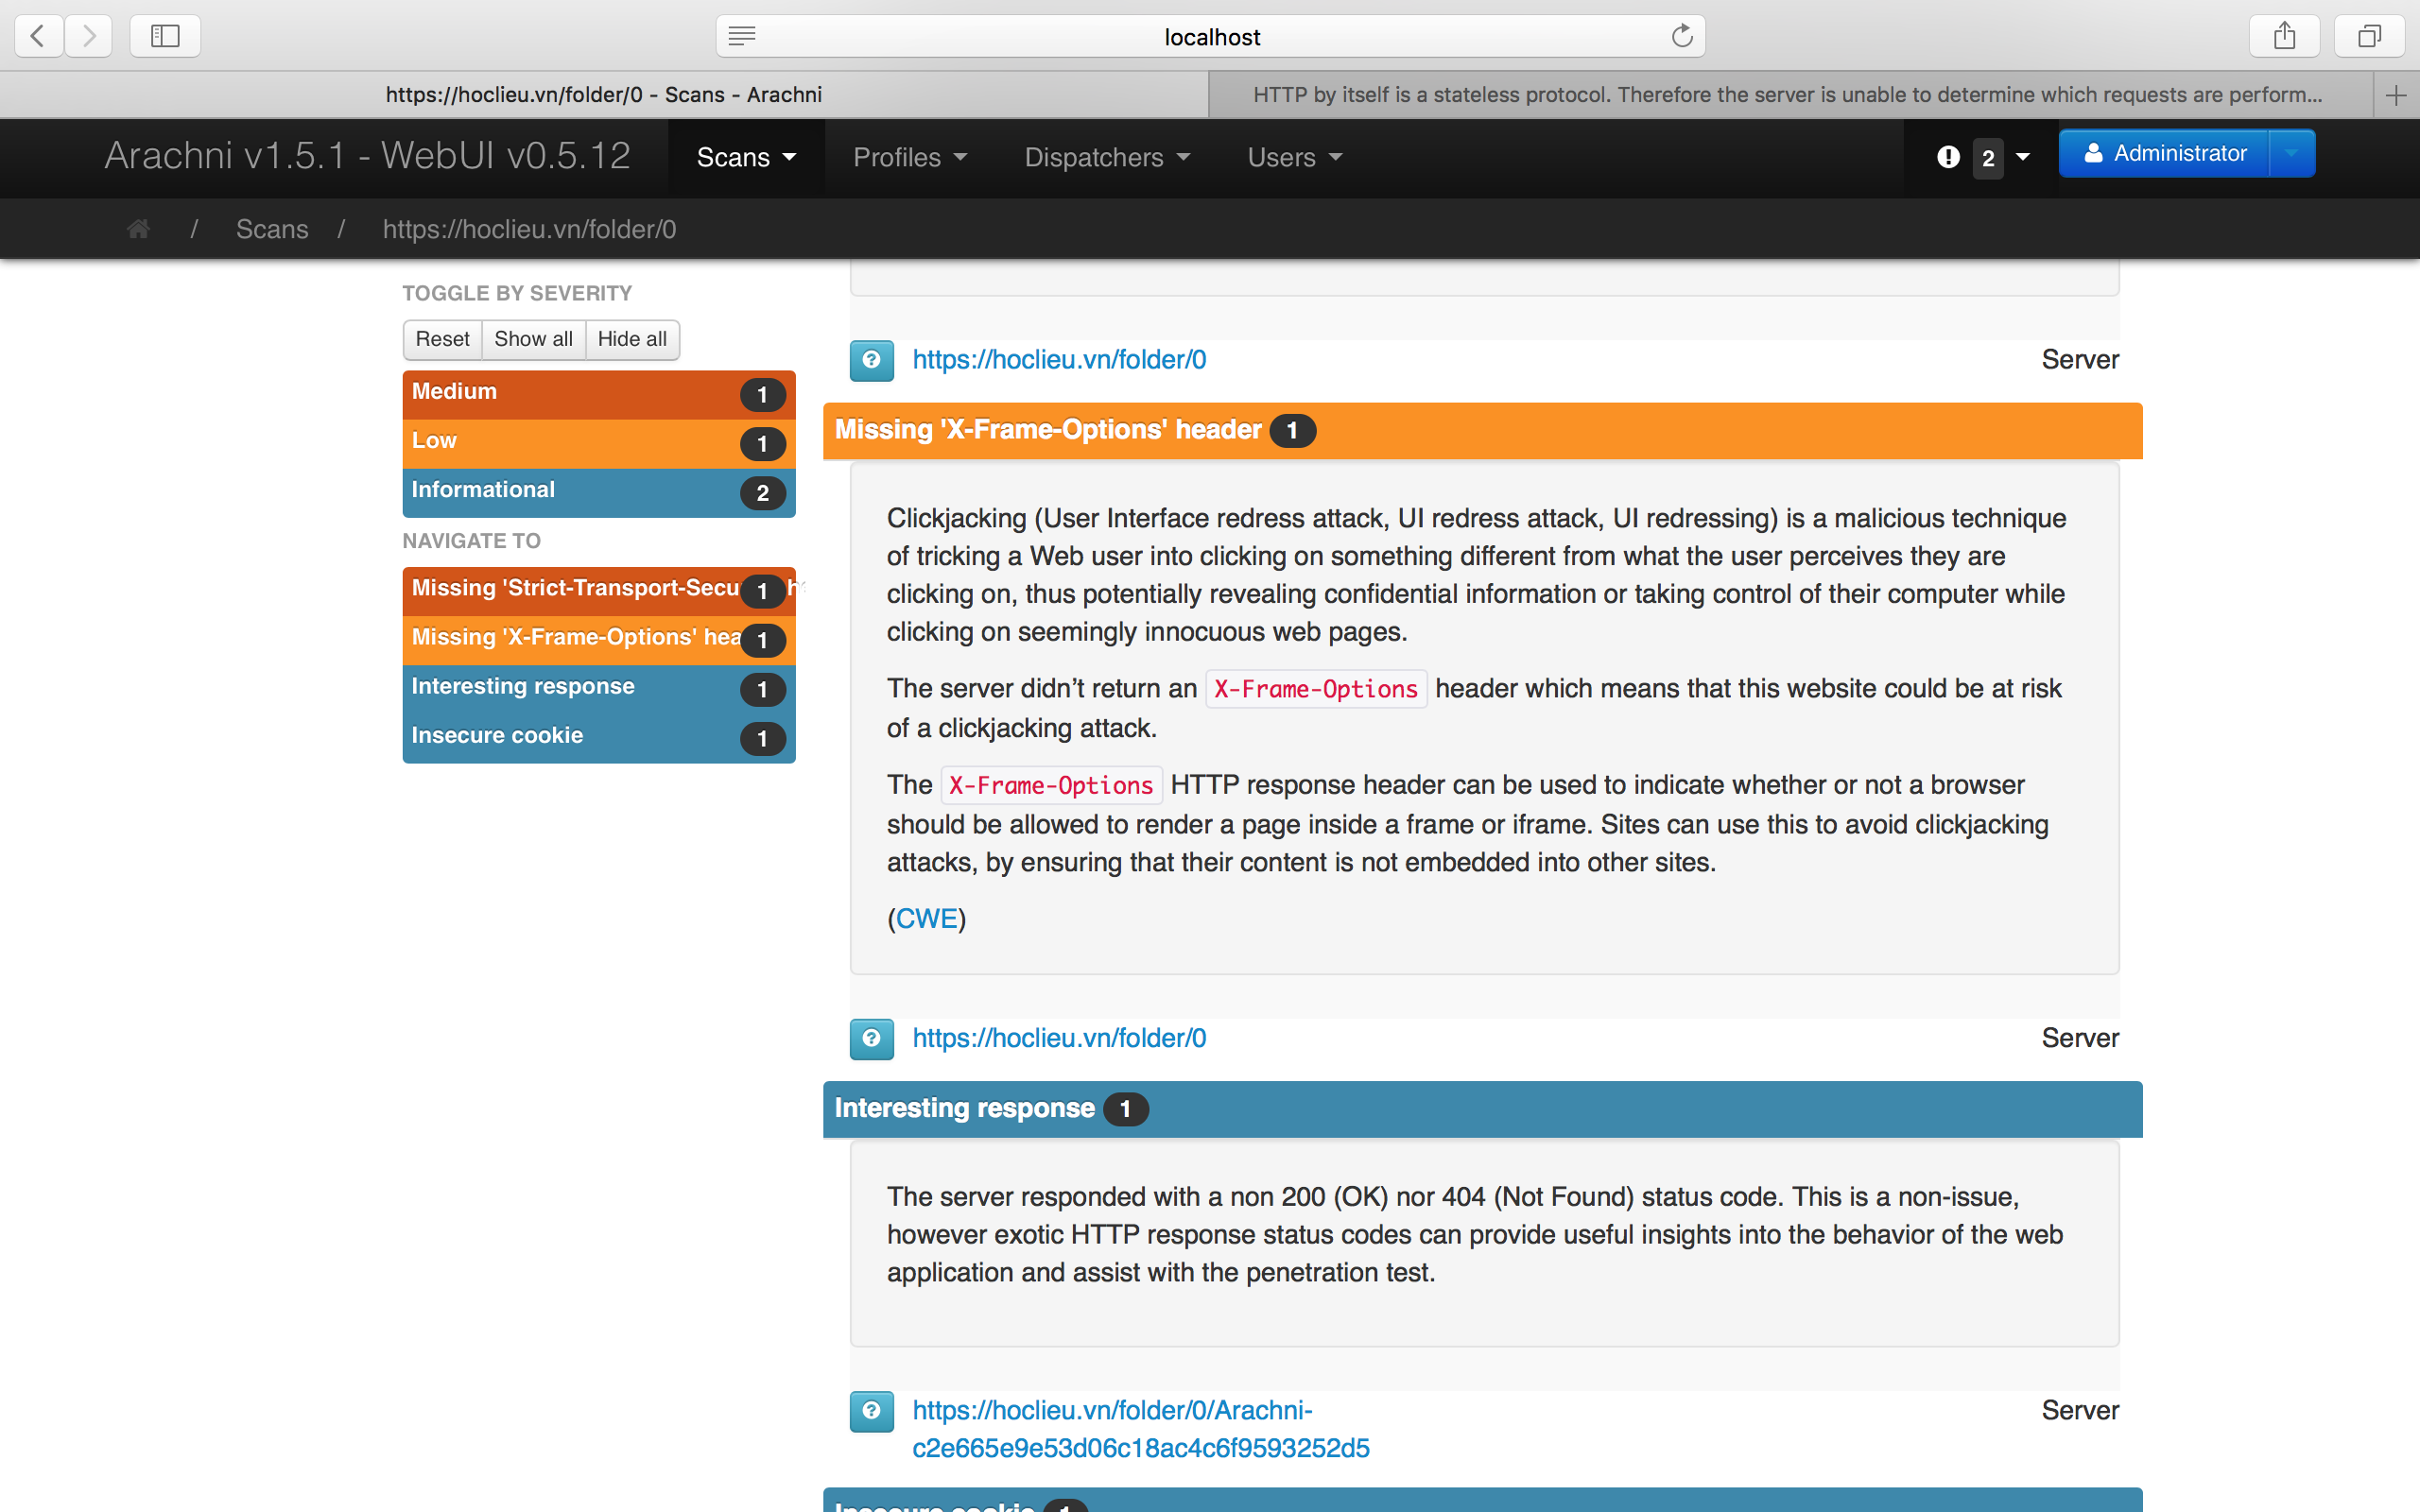 localhost
https://hoclieu.vn/folder/0 - Scans - Arachni
HTTP by itself is a stateless protocol. Therefore the server is unable to determine which requests are perform...
Arachni v1.5.1 - WebUI v0.5.12
Scans
Profiles
Dispatchers
Users
2
Administrator
/ Scans / https://hoclieu.vn/folder/0
TOGGLE BY SEVERITY
Reset Show all Hide all
Medium 1
Low 1
Informational 2
NAVIGATE TO
Missing 'Strict-Transport-Secu 1
Missing 'X-Frame-Options' hea 1
Interesting response 1
Insecure cookie 1
https://hoclieu.vn/folder/0 Server
Missing 'X-Frame-Options' header 1
Clickjacking (User Interface redress attack, UI redress attack, UI redressing) is a malicious technique
of tricking a Web user into clicking on something different from what the user perceives they are
clicking on, thus potentially revealing confidential information or taking control of their computer while
clicking on seemingly innocuous web pages.
The server didn’t return an X-Frame-Options header which means that this website could be at risk
of a clickjacking attack.
The X-Frame-Options HTTP response header can be used to indicate whether or not a browser
should be allowed to render a page inside a frame or iframe. Sites can use this to avoid clickjacking
attacks, by ensuring that their content is not embedded into other sites.
(CWE)
https://hoclieu.vn/folder/0 Server
Interesting response 1
The server responded with a non 200 (OK) nor 404 (Not Found) status code. This is a non-issue,
however exotic HTTP response status codes can provide useful insights into the behavior of the web
application and assist with the penetration test.
https://hoclieu.vn/folder/0/Arachni-
c2e665e9e53d06c18ac4c6f9593252d5
Server
Insecure cookie 1